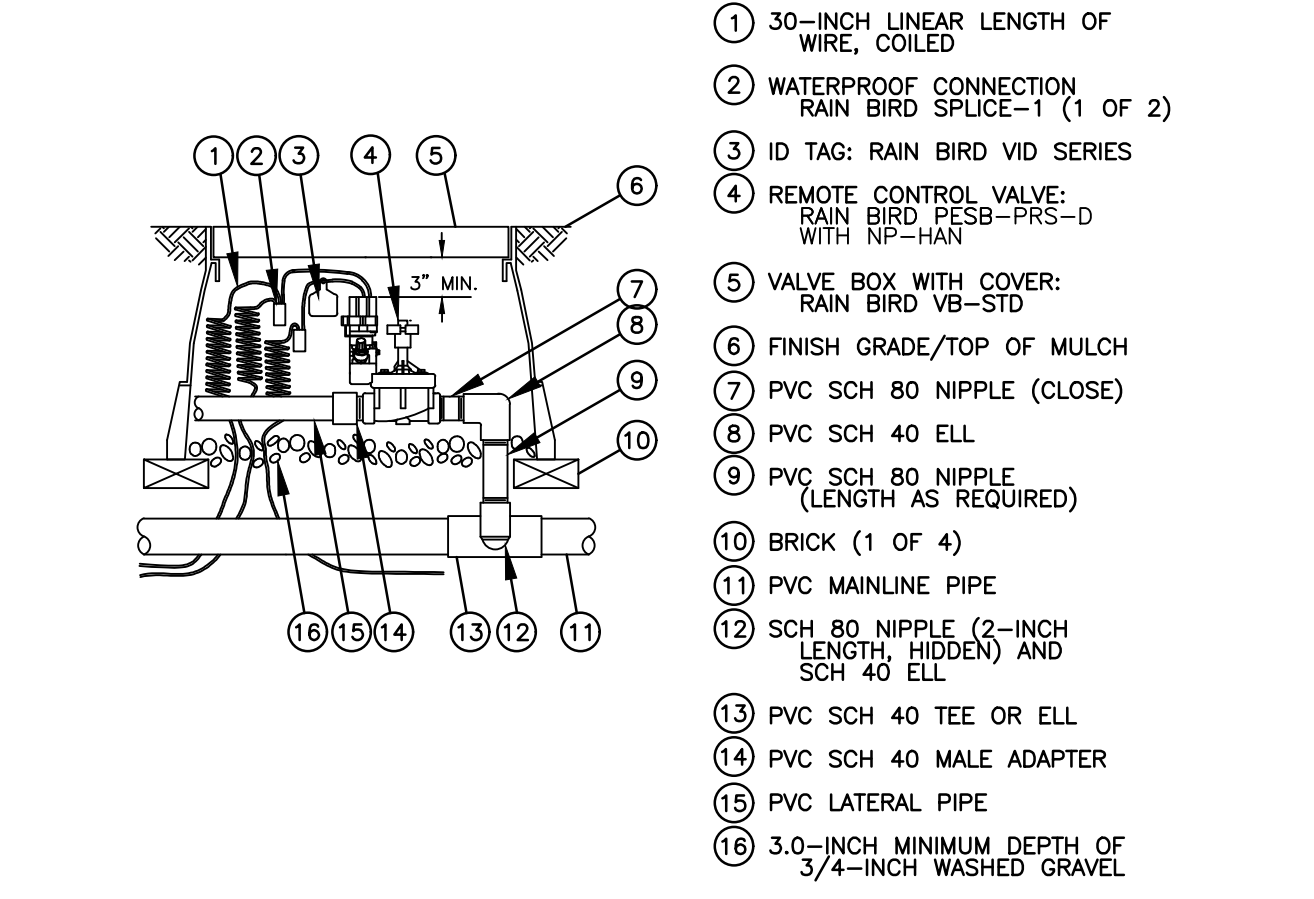 1 30-INCH LINEAR LENGTH OF
WIRE, COILED
2 WATERPROOF CONNECTION
RAIN BIRD SPLICE-1 (1 OF 2)
3 ID TAG: RAIN BIRD VID SERIES
4 REMOTE CONTROL VALVE:
RAIN BIRD PESB-PRS-D
WITH NP-HAN
5 VALVE BOX WITH COVER:
RAIN BIRD VB-STD
6 FINISH GRADE/TOP OF MULCH
7 PVC SCH 80 NIPPLE (CLOSE)
8 PVC SCH 40 ELL
9 PVC SCH 80 NIPPLE
(LENGTH AS REQUIRED)
10 BRICK (1 OF 4)
11 PVC MAINLINE PIPE
12 SCH 80 NIPPLE (2-INCH
LENGTH, HIDDEN) AND
SCH 40 ELL
13 PVC SCH 40 TEE OR ELL
14 PVC SCH 40 MALE ADAPTER
15 PVC LATERAL PIPE
16 3.0-INCH MINIMUM DEPTH OF
3/4-INCH WASHED GRAVEL
1 2 3 4 5
6
3" MIN.
7
8
9
10
16 15 14 13 12 11